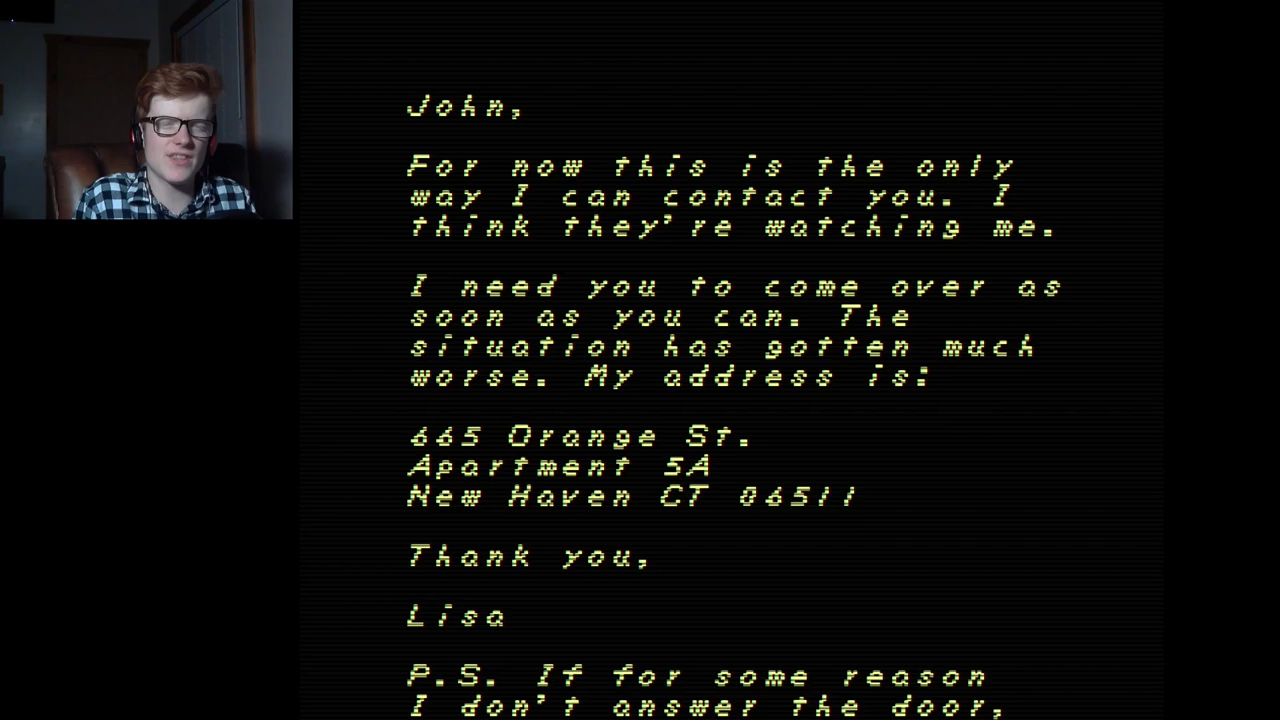 John,
For now this is the only
way I can contact you. I
think they're watching me.
I need you to come over as
soon as you can. The
situation has gotten much
worse. My address is:
665 Orange St.
Apartment 5A
New Haven CT 06511
Thank you,
Lisa
P.S. If for some reason
I don't answer the door,